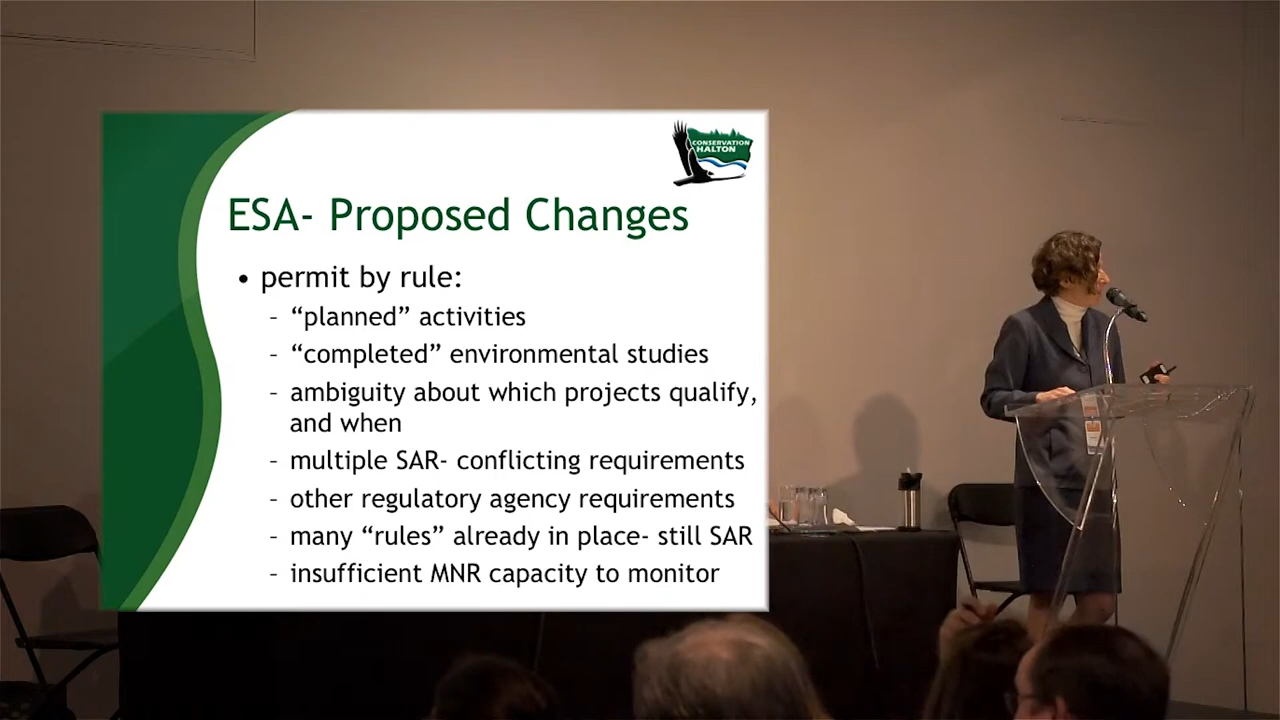 CONSERVATION
HALTON
ESA- Proposed Changes
• permit by rule:
– “planned” activities
– “completed” environmental studies
– ambiguity about which projects qualify,
and when
– multiple SAR- conflicting requirements
– other regulatory agency requirements
– many “rules” already in place- still SAR
– insufficient MNR capacity to monitor